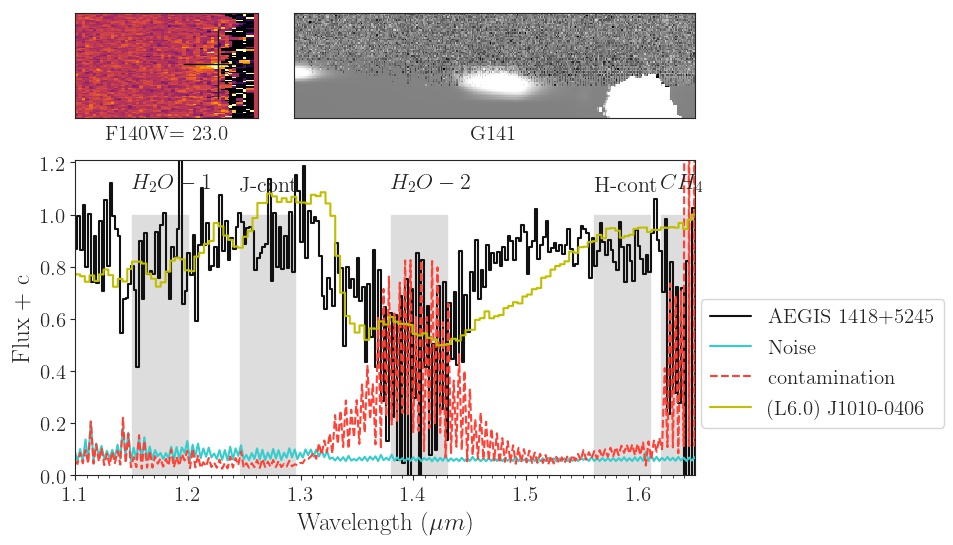 F140W= 23.0
G141
H₂O − 1
J-cont
H₂O − 2
H-cont
CH₄
1.2
1.0
0.8
0.6
0.4
0.2
0.0
Flux + c
1.1
1.2
1.3
1.4
1.5
1.6
Wavelength (μm)
AEGIS 1418+5245
Noise
contamination
(L6.0) J1010-0406